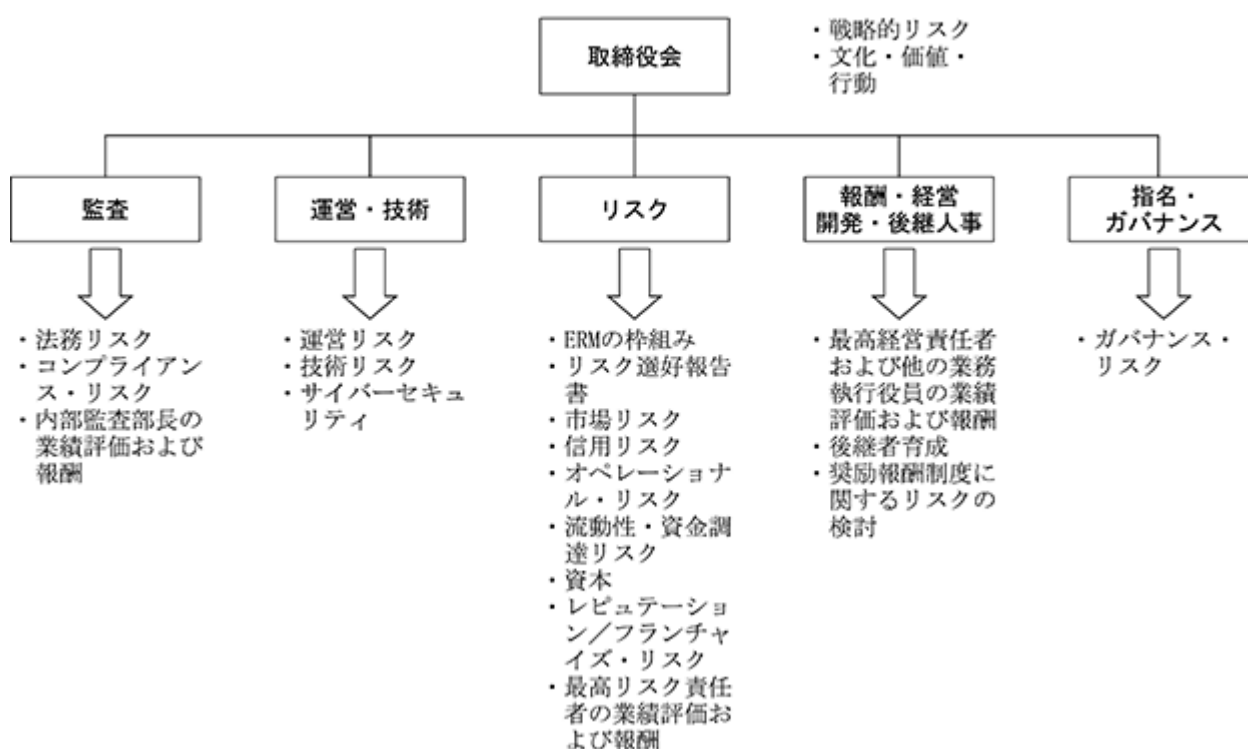 取締役会
・戦略的リスク
・文化・価値・
行動
監査
運営・技術
リスク
報酬・経営
開発・後継人事
指名・
ガバナンス
・法務リスク
・コンプライアン
ス・リスク
・内部監査部長の
業績評価および
報酬
・運営リスク
・技術リスク
・サイバーセキュ
リティ
・ERMの枠組み
・リスク選好報告
書
・市場リスク
・信用リスク
・オペレーショナ
ル・リスク
・流動性・資金調
達リスク
・資本
・レピュテーショ
ン／フランチャ
イズ・リスク
・最高リスク責任
者の業績評価お
よび報酬
・最高経営責任者
および他の業務
執行役員の業績
評価および報酬
・後継者育成
・奨励報酬制度に
関するリスクの
検討
・ガバナンス・
リスク